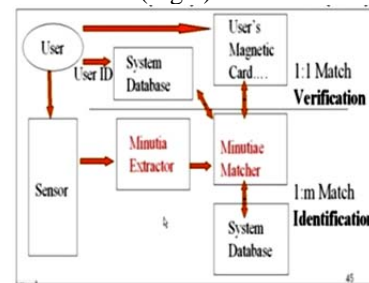 User
User's
Magnetic
Card....
User ID
System
Database
1:1 Match
Verification
Minutia
Extractor
Minutiae
Matcher
Sensor
1:m Match
Identification
System
Database
45